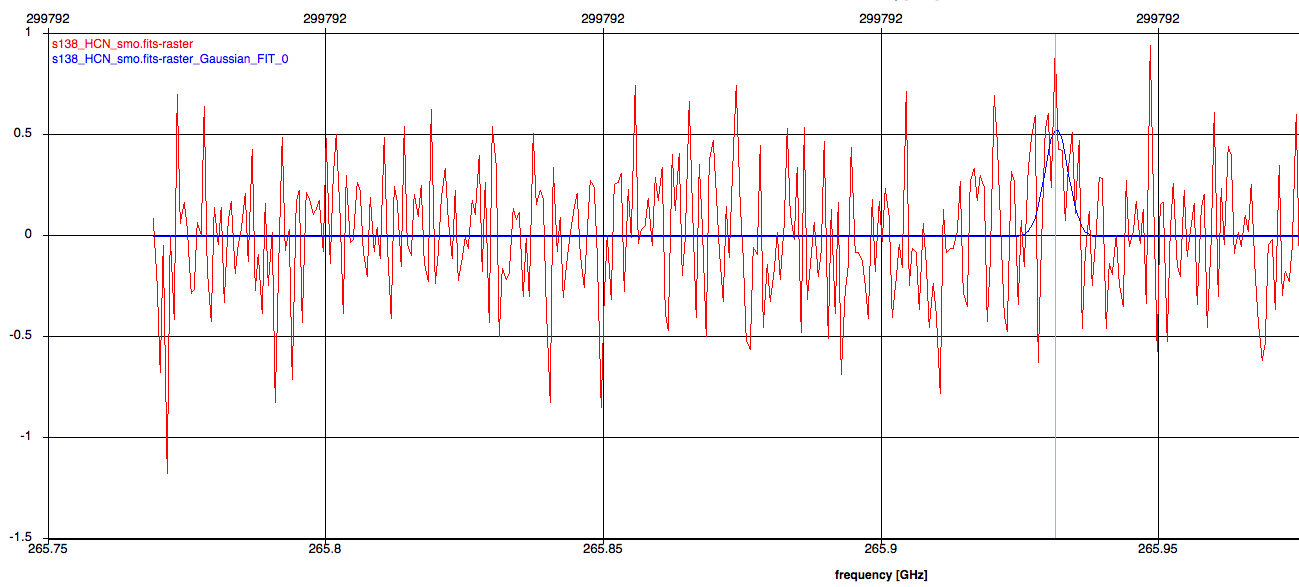 299792 299792 299792 299792 299792
1
s138_HCN_smo.fits-raster
s138_HCN_smo.fits-raster_Gaussian_FIT_0
0.5
0
-0.5
-1
-1.5
265.75 265.8 265.85 265.9 265.95
frequency [GHz]